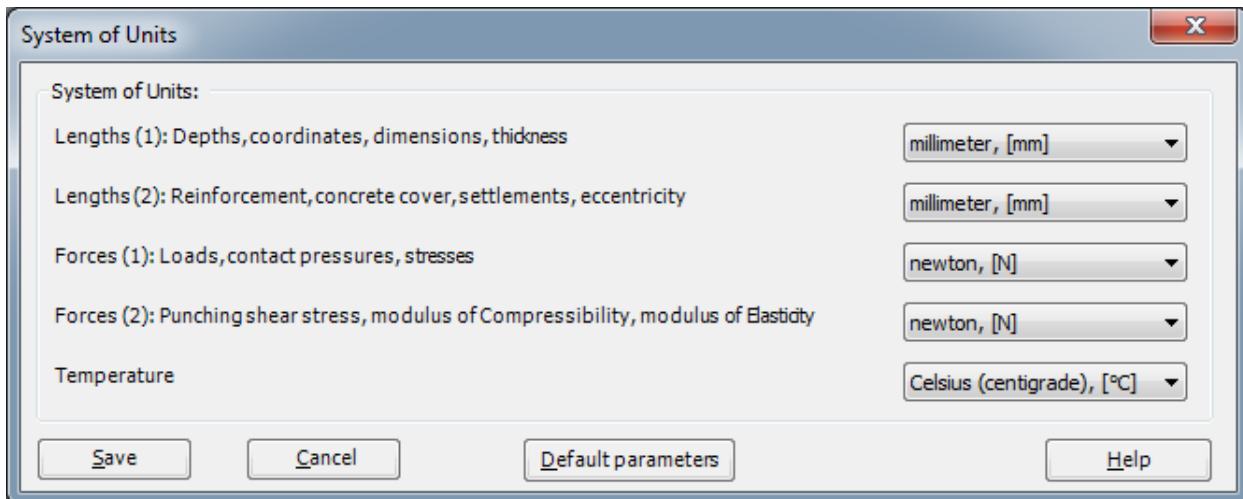 System of Units
System of Units:
Lengths (1): Depths, coordinates, dimensions, thickness
millimeter, [mm]
Lengths (2): Reinforcement, concrete cover, settlements, eccentricity
millimeter, [mm]
Forces (1): Loads, contact pressures, stresses
newton, [N]
Forces (2): Punching shear stress, modulus of Compressibility, modulus of Elasticity
newton, [N]
Temperature
Celsius (centigrade), [°C]
Save Cancel Default parameters Help